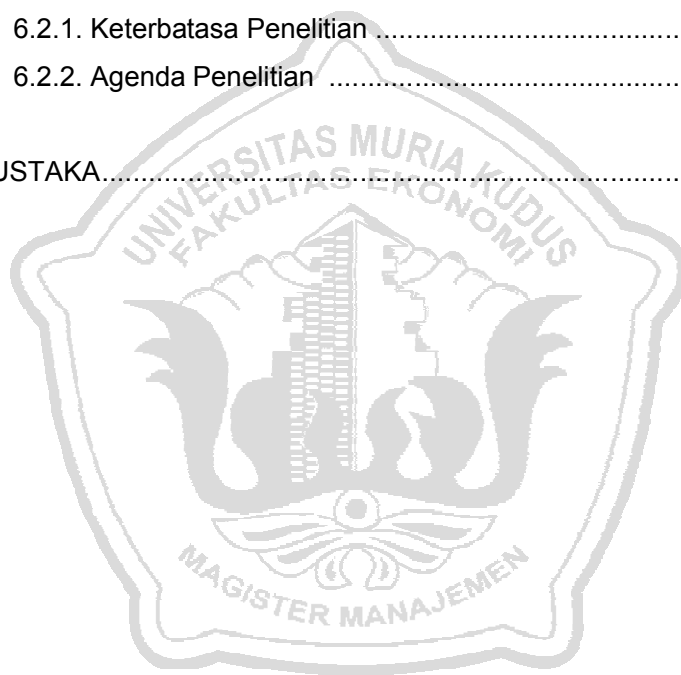 6.2.1. Keterbatasa Penelitian ........................................
6.2.2. Agenda Penelitian ..............................................
USTAKA..........................................................................
UNIVERSITAS MURIA KUDUS
FAKULTAS EKONOMI
MAGISTER MANAJEMEN